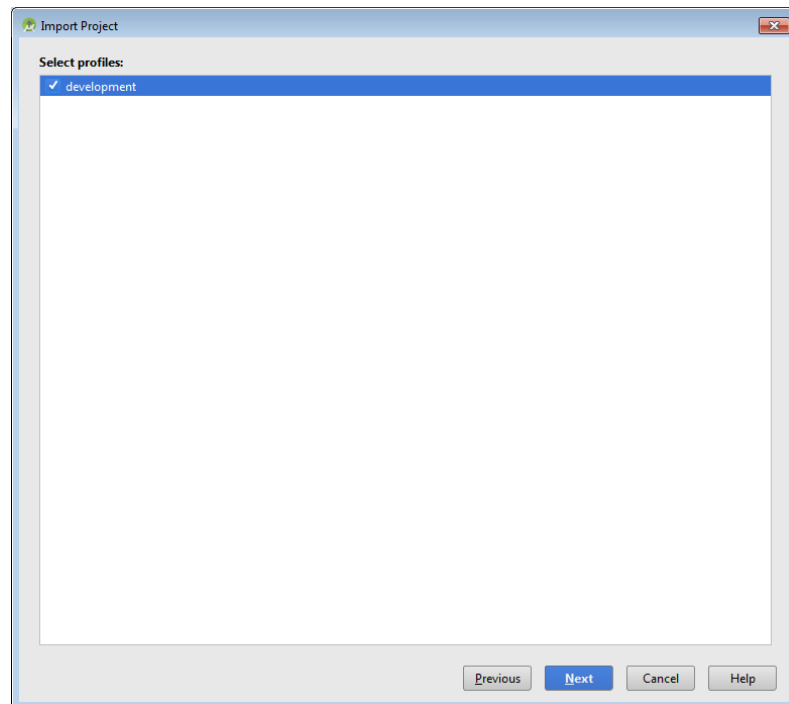 Import Project
Select profiles:
development
Previous
Next
Cancel
Help